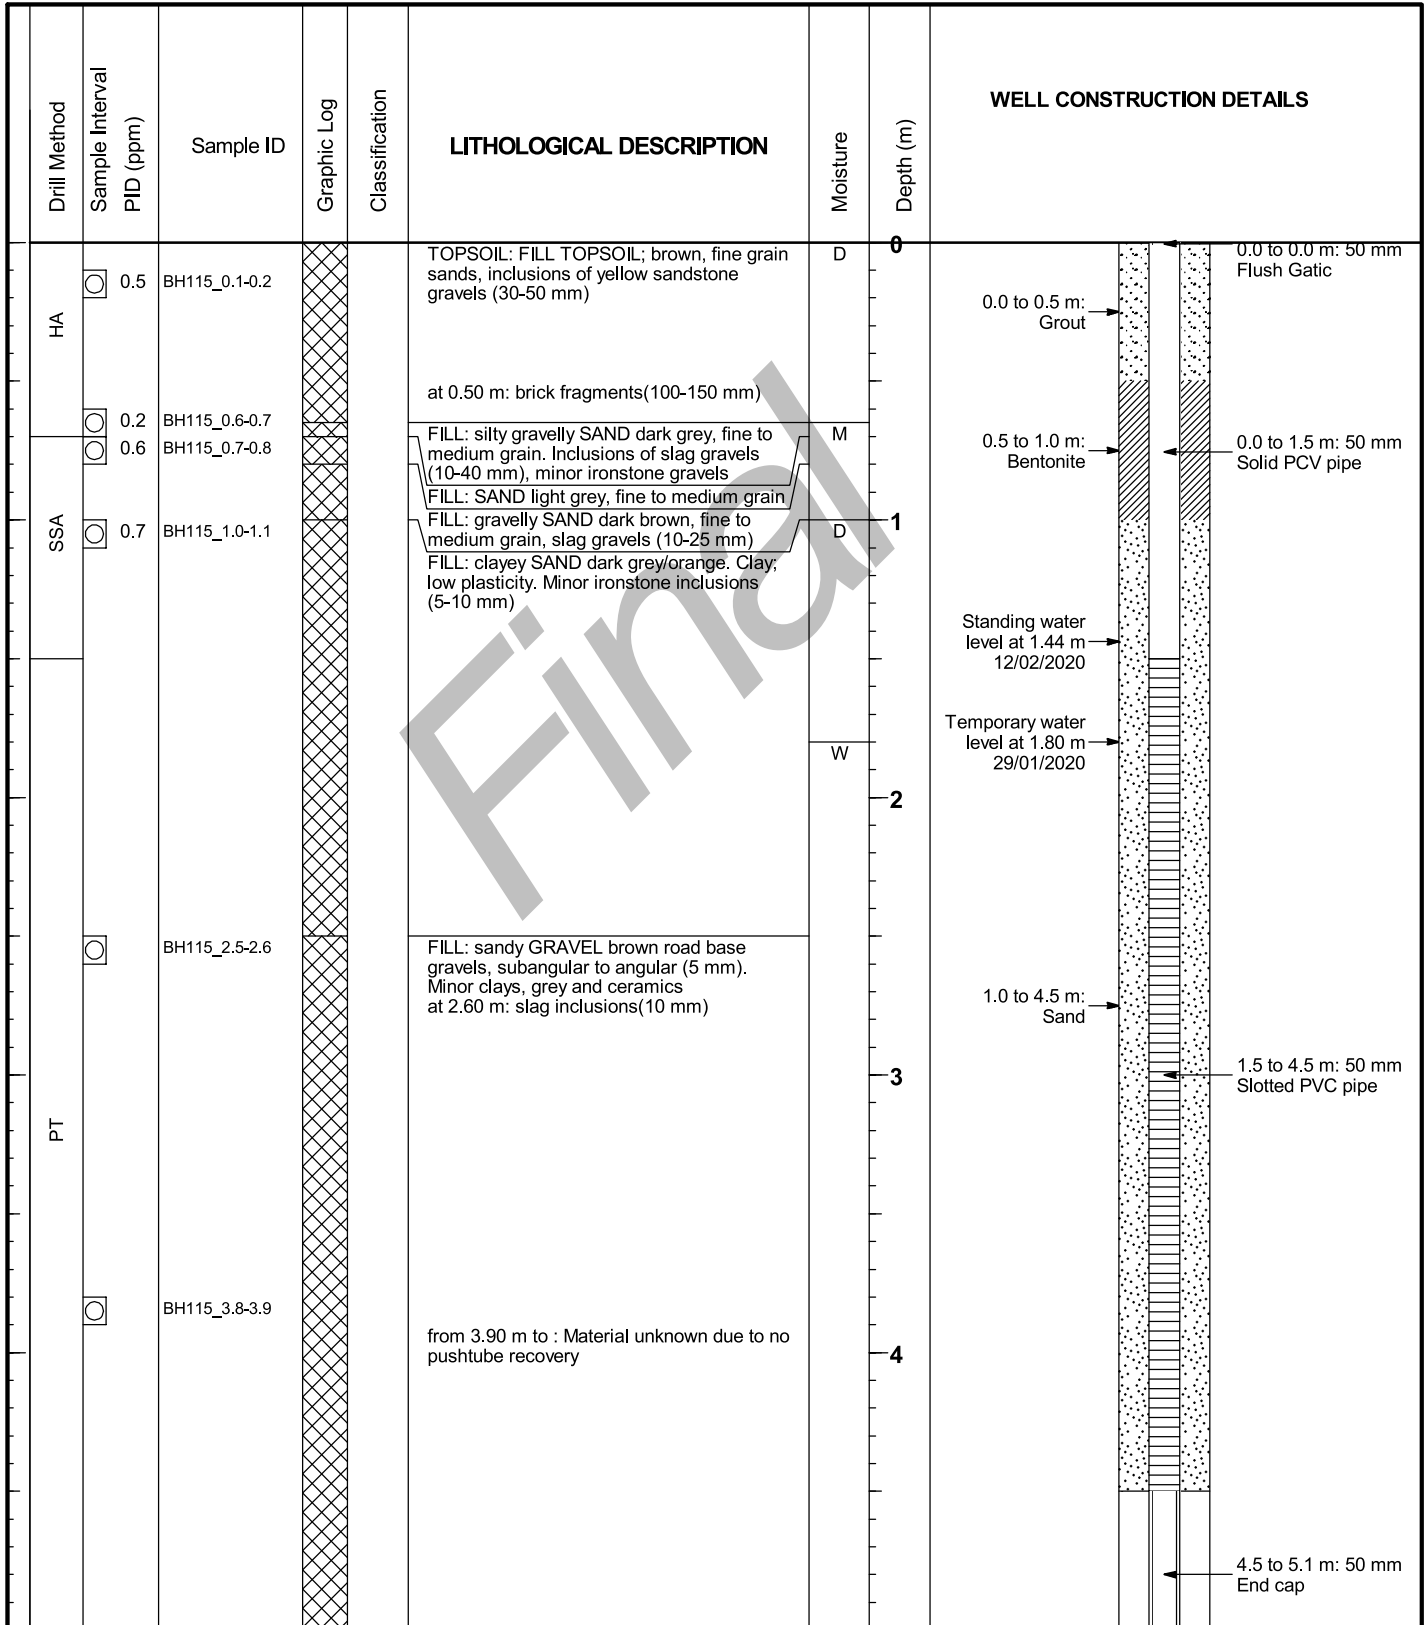 Drill Method
Sample Interval
PID (ppm)
Sample ID
Graphic Log
Classification
LITHOLOGICAL DESCRIPTION
Moisture
Depth (m)
WELL CONSTRUCTION DETAILS
HA
SSA
PT
0.5 BH115_0.1-0.2
0.2 BH115_0.6-0.7
0.6 BH115_0.7-0.8
0.7 BH115_1.0-1.1
BH115_2.5-2.6
BH115_3.8-3.9
TOPSOIL: FILL TOPSOIL; brown, fine grain
sands, inclusions of yellow sandstone
gravels (30-50 mm)
at 0.50 m: brick fragments(100-150 mm)
FILL: silty gravelly SAND dark grey, fine to
medium grain. Inclusions of slag gravels
(10-40 mm), minor ironstone gravels
FILL: SAND light grey, fine to medium grain
FILL: gravelly SAND dark brown, fine to
medium grain, slag gravels (10-25 mm)
FILL: clayey SAND dark grey/orange. Clay;
low plasticity. Minor ironstone inclusions
(5-10 mm)
FILL: sandy GRAVEL brown road base
gravels, subangular to angular (5 mm).
Minor clays, grey and ceramics
at 2.60 m: slag inclusions(10 mm)
from 3.90 m to : Material unknown due to no
pushtube recovery
Final
D
M
D
W
0
1
2
3
4
0.0 to 0.5 m:
Grout
0.5 to 1.0 m:
Bentonite
Standing water
level at 1.44 m
12/02/2020
Temporary water
level at 1.80 m
29/01/2020
1.0 to 4.5 m:
Sand
0.0 to 0.0 m: 50 mm
Flush Gatic
0.0 to 1.5 m: 50 mm
Solid PCV pipe
1.5 to 4.5 m: 50 mm
Slotted PVC pipe
4.5 to 5.1 m: 50 mm
End cap